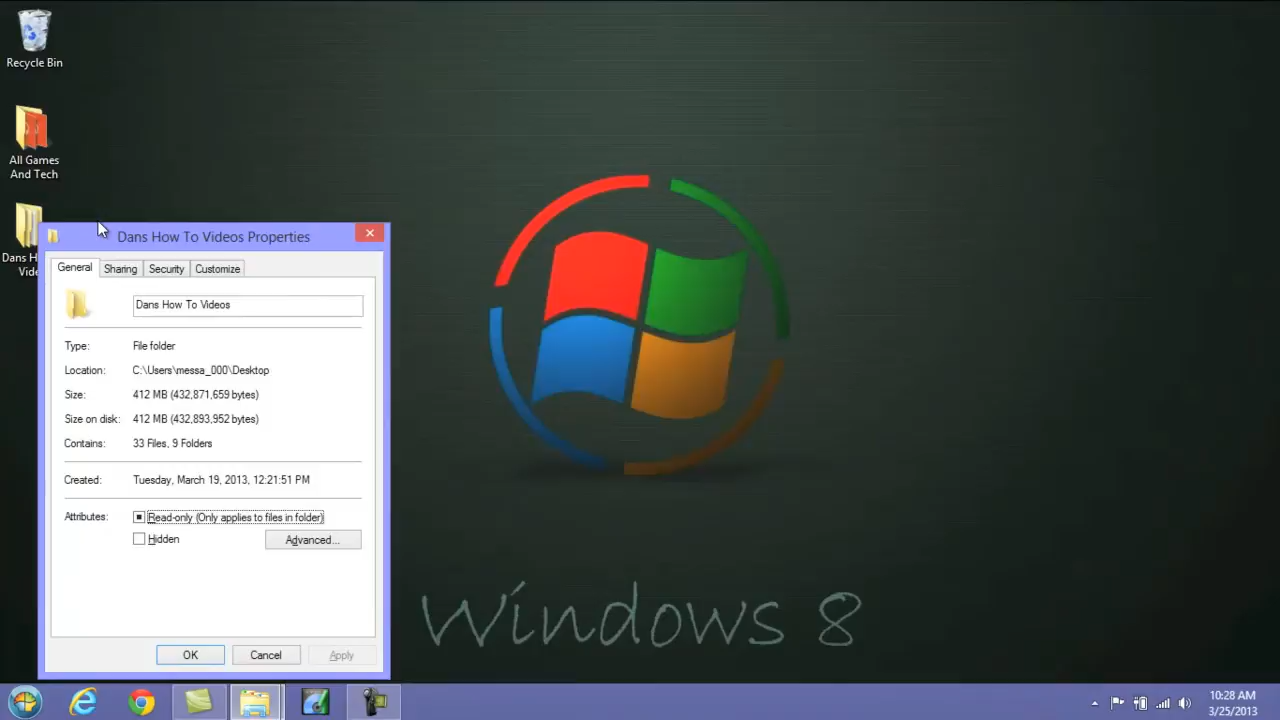 Recycle Bin
All Games
And Tech
Dans H
Vide
Dans How To Videos Properties
General
Sharing
Security
Customize
Dans How To Videos
Type:
File folder
Location:
C:\Users\messa_000\Desktop
Size:
412 MB (432,871,659 bytes)
Size on disk:
412 MB (432,893,952 bytes)
Contains:
33 Files, 9 Folders
Created:
Tuesday, March 19, 2013, 12:21:51 PM
Attributes:
Read-only (Only applies to files in folder)
Hidden
Advanced...
OK
Cancel
Apply
Windows 8
10:28 AM
3/25/2013